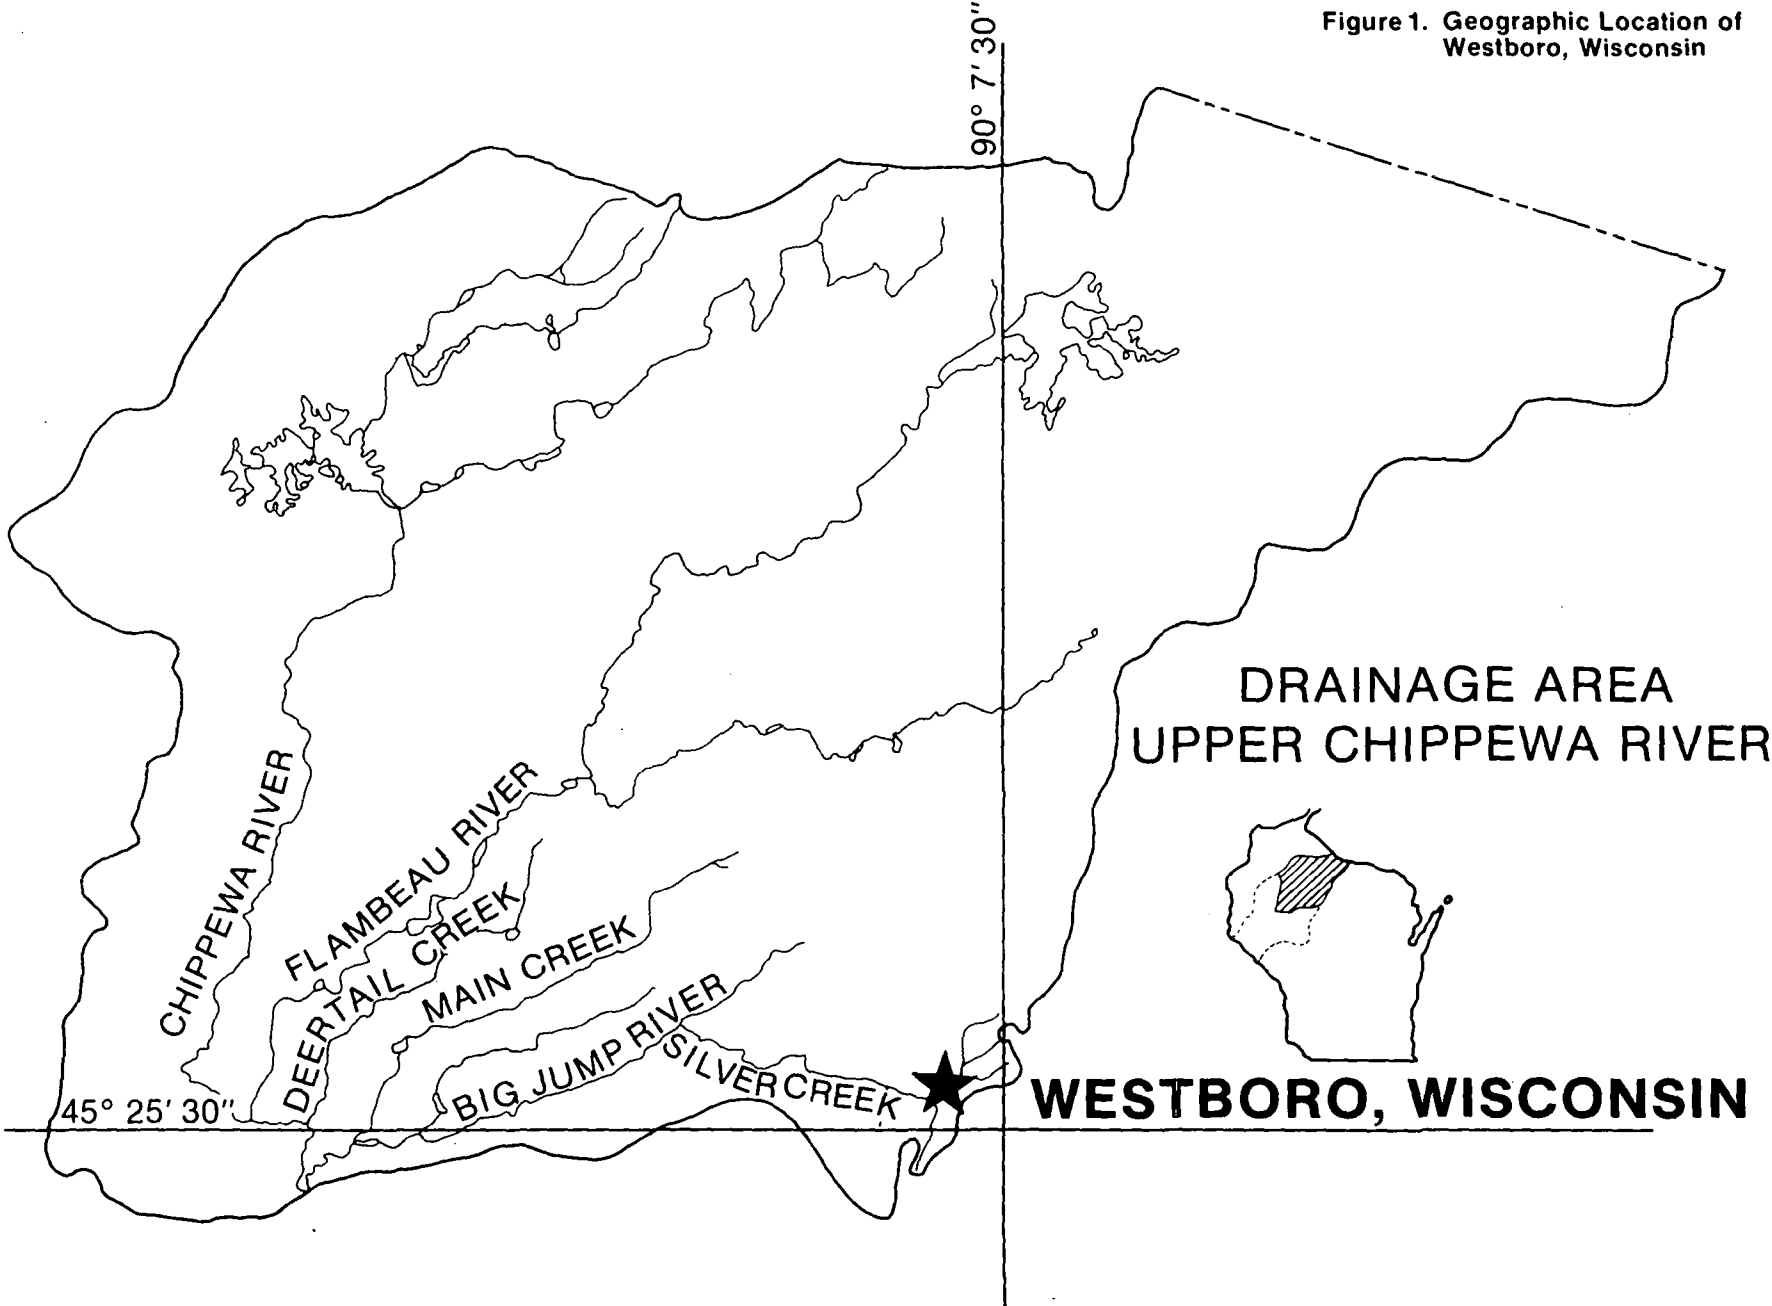 Figure 1. Geographic Location of
Westboro, Wisconsin
90° 7' 30"
DRAINAGE AREA
UPPER CHIPPEWA RIVER
CHIPPEWA RIVER
FLAMBEAU RIVER
DEERTAIL CREEK
MAIN CREEK
BIG JUMP RIVER
SILVER CREEK
45° 25' 30"
WESTBORO, WISCONSIN